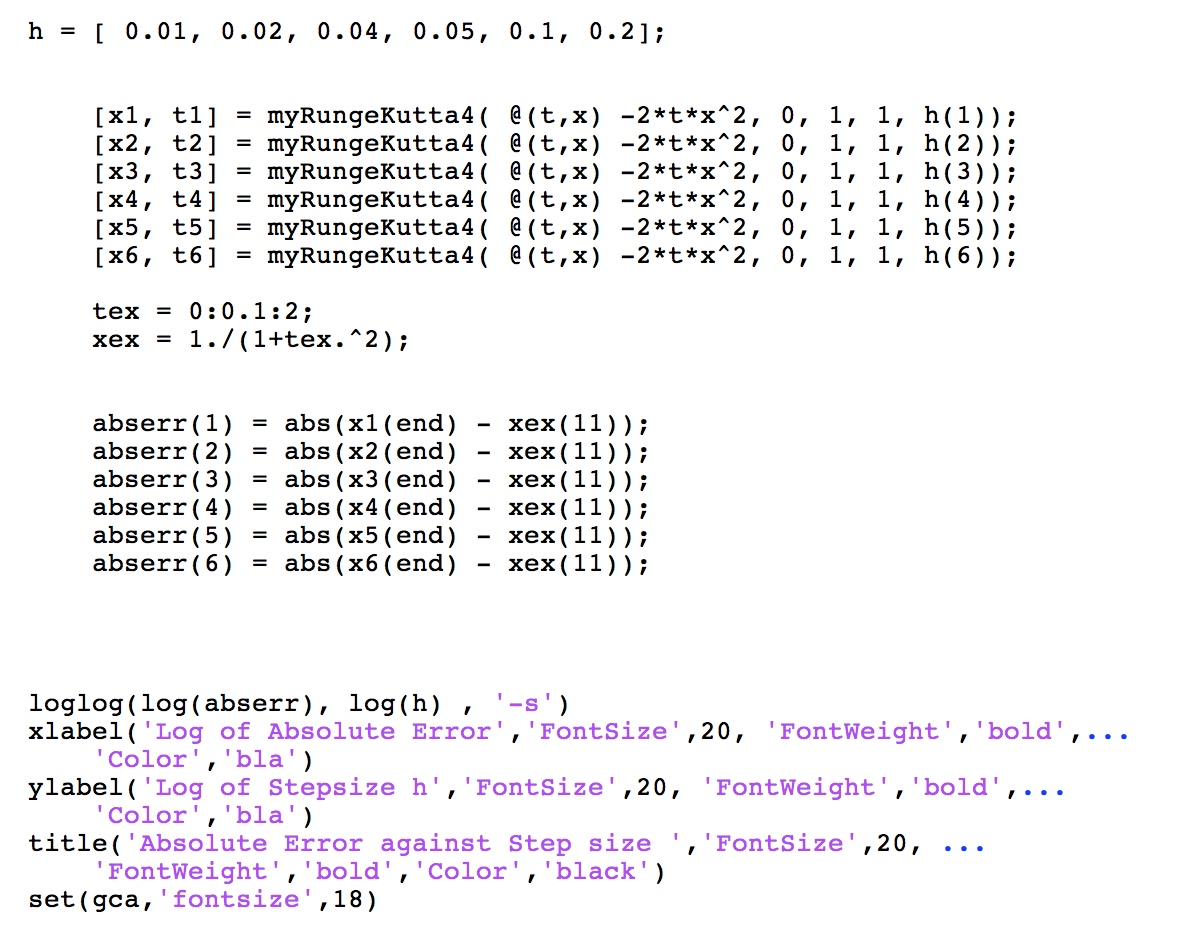 h = [ 0.01, 0.02, 0.04, 0.05, 0.1, 0.2];
[x1, t1] = myRungeKutta4( @(t,x) -2*t*x^2, 0, 1, 1, h(1));
[x2, t2] = myRungeKutta4( @(t,x) -2*t*x^2, 0, 1, 1, h(2));
[x3, t3] = myRungeKutta4( @(t,x) -2*t*x^2, 0, 1, 1, h(3));
[x4, t4] = myRungeKutta4( @(t,x) -2*t*x^2, 0, 1, 1, h(4));
[x5, t5] = myRungeKutta4( @(t,x) -2*t*x^2, 0, 1, 1, h(5));
[x6, t6] = myRungeKutta4( @(t,x) -2*t*x^2, 0, 1, 1, h(6));
tex = 0:0.1:2;
xex = 1./(1+tex.^2);
abserr(1) = abs(x1(end) - xex(11));
abserr(2) = abs(x2(end) - xex(11));
abserr(3) = abs(x3(end) - xex(11));
abserr(4) = abs(x4(end) - xex(11));
abserr(5) = abs(x5(end) - xex(11));
abserr(6) = abs(x6(end) - xex(11));
loglog(log(abserr), log(h) , '-s')
xlabel('Log of Absolute Error','FontSize',20, 'FontWeight','bold',...
'Color','bla')
ylabel('Log of Stepsize h','FontSize',20, 'FontWeight','bold',...
'Color','bla')
title('Absolute Error against Step size ','FontSize',20, ...
'FontWeight','bold','Color','black')
set(gca,'fontsize',18)